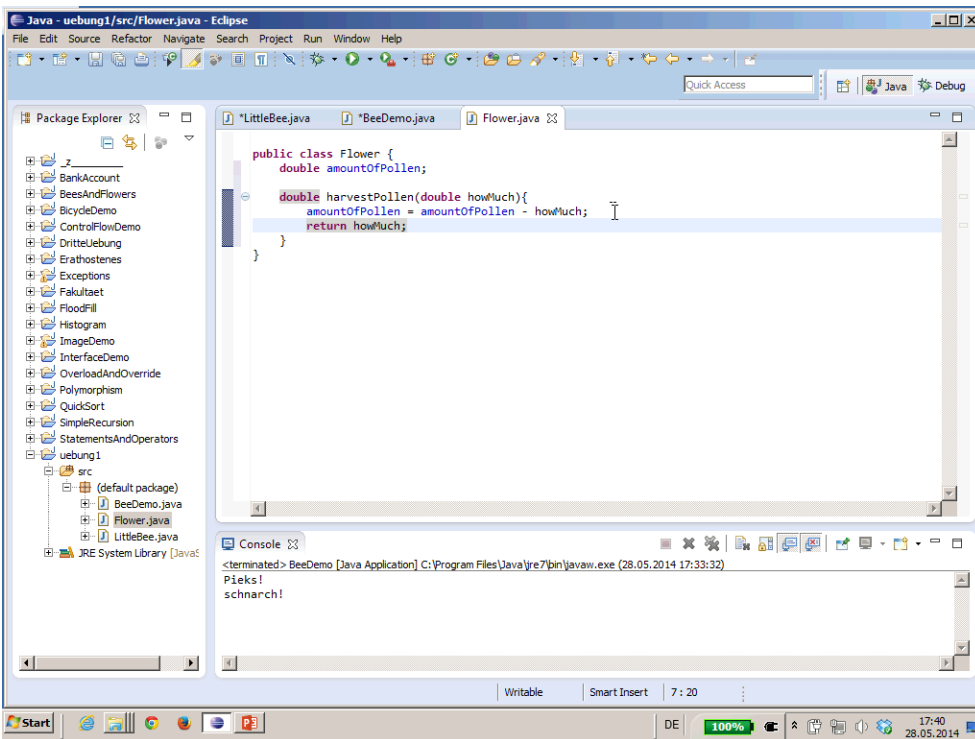 Java - uebung1/src/Flower.java - Eclipse
File Edit Source Refactor Navigate Search Project Run Window Help
Quick Access
Java
Debug
Package Explorer
*LittleBee.java
*BeeDemo.java
Flower.java
_z_________
BankAccount
BeesAndFlowers
BicycleDemo
ControlFlowDemo
DritteUebung
Erathostenes
Exceptions
Fakultaet
FloodFill
Histogram
ImageDemo
InterfaceDemo
OverloadAndOverride
Polymorphism
QuickSort
SimpleRecursion
StatementsAndOperators
uebung1
src
(default package)
BeeDemo.java
Flower.java
LittleBee.java
JRE System Library [JavaS
public class Flower {
double amountOfPollen;
double harvestPollen(double howMuch){
amountOfPollen = amountOfPollen - howMuch;
return howMuch;
}
}
Console
<terminated> BeeDemo [Java Application] C:\Program Files\Java\jre7\bin\javaw.exe (28.05.2014 17:33:32)
Pieks!
schnarch!
Writable
Smart Insert
7 : 20
Start
DE
100%
17:40
28.05.2014